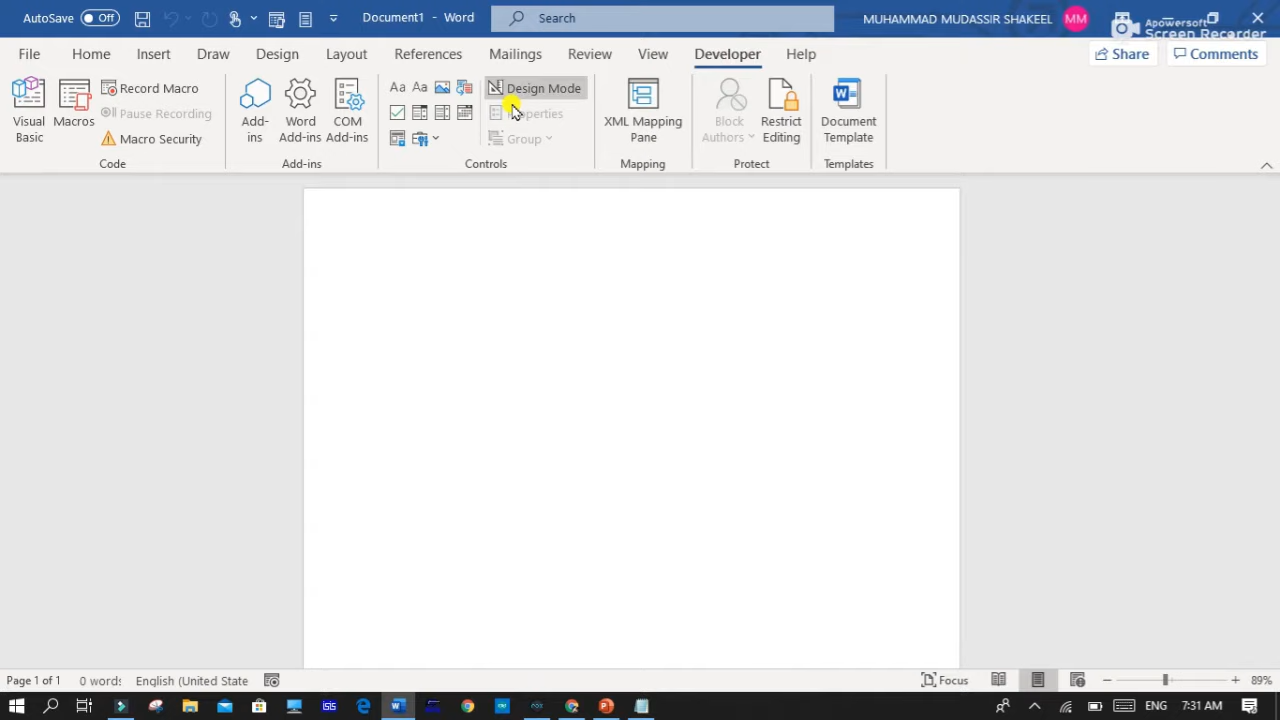 AutoSave Off Document1 - Word Search MUHAMMAD MUDASSIR SHAKEEL MM
Apowersoft
Screen Recorder
File Home Insert Draw Design Layout References Mailings Review View Developer Help Share Comments
Visual Basic
Macros
Record Macro
Pause Recording
Macro Security
Code
Add-ins
Word Add-ins
COM Add-ins
Add-ins
Aa Aa
Design Mode
Group
Controls
XML Mapping Pane
Mapping
Block Authors
Restrict Editing
Protect
Document Template
Templates
Page 1 of 1 0 words English (United State Focus 89%
ENG 7:31 AM